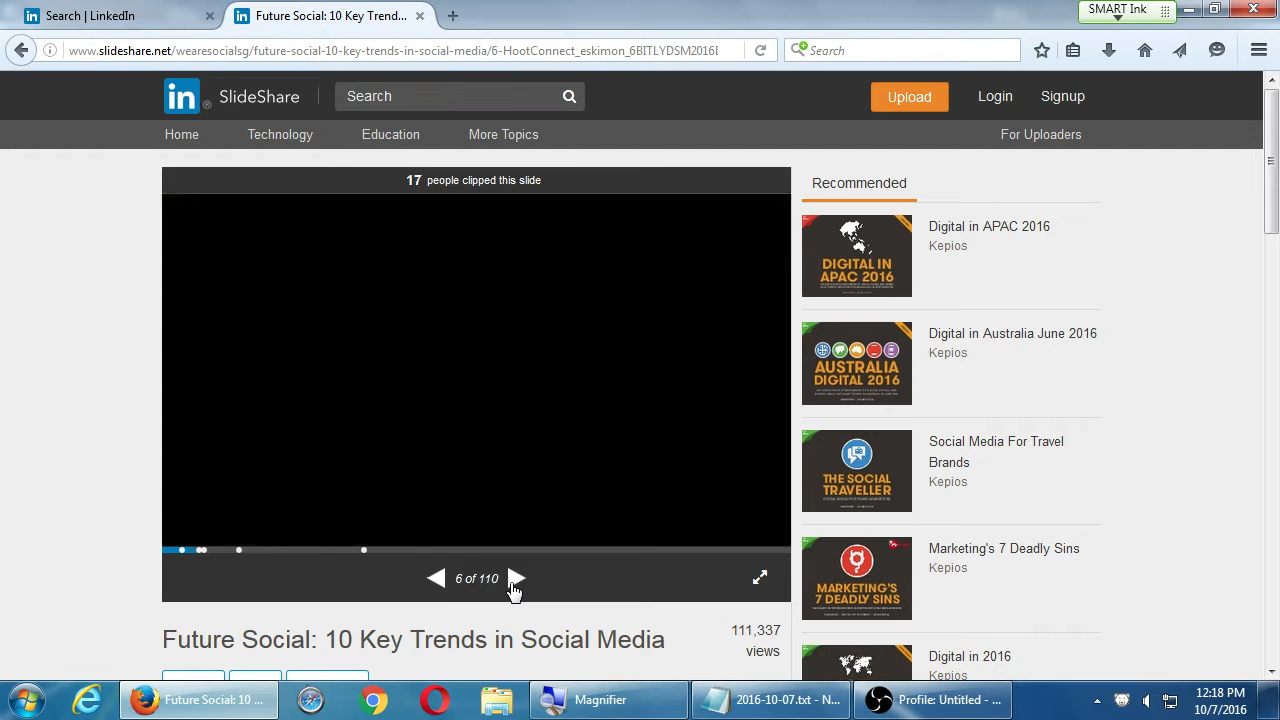 Search | LinkedIn
Future Social: 10 Key Trend...
SMART Ink
www.slideshare.net/wearesocialsg/future-social-10-key-trends-in-social-media/6-HootConnect_eskimon_6BITLYDSM2016I
Search
in
SlideShare
Search
Upload
Login
Signup
Home
Technology
Education
More Topics
For Uploaders
17 people clipped this slide
6 of 110
Future Social: 10 Key Trends in Social Media
111,337
views
Recommended
DIGITAL IN
APAC 2016
Digital in APAC 2016
Kepios
AUSTRALIA
DIGITAL 2016
Digital in Australia June 2016
Kepios
THE SOCIAL
TRAVELLER
Social Media For Travel
Brands
Kepios
MARKETING'S
7 DEADLY SINS
Marketing's 7 Deadly Sins
Kepios
Digital in 2016
Kepios
Future Social: 10 ...
Magnifier
2016-10-07.txt - N...
Profile: Untitled - ...
12:18 PM
10/7/2016